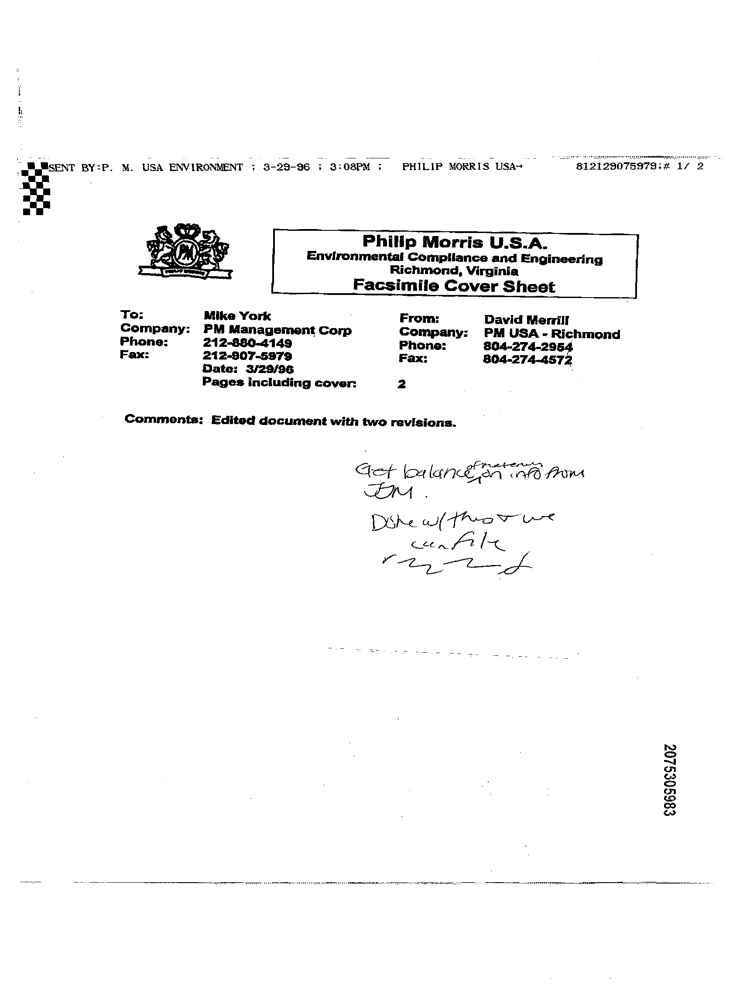 SENT BY:P. M. USA ENVIRONMENT ; 3-29-96 ; 3:08PM ; PHILIP MORRIS USA→ 812129075979;# 1/ 2
PM
Philip Morris U.S.A.
Environmental Compliance and Engineering
Richmond, Virginia
Facsimile Cover Sheet
To: Mike York
Company: PM Management Corp
Phone: 212-880-4149
Fax: 212-907-5979
Date: 3/29/96
Pages including cover: 2
From: David Merrill
Company: PM USA - Richmond
Phone: 804-274-2954
Fax: 804-274-4572
Comments: Edited document with two revisions.
Get balance of on info from
JM.
Done w/ this & we
can file
2075305983